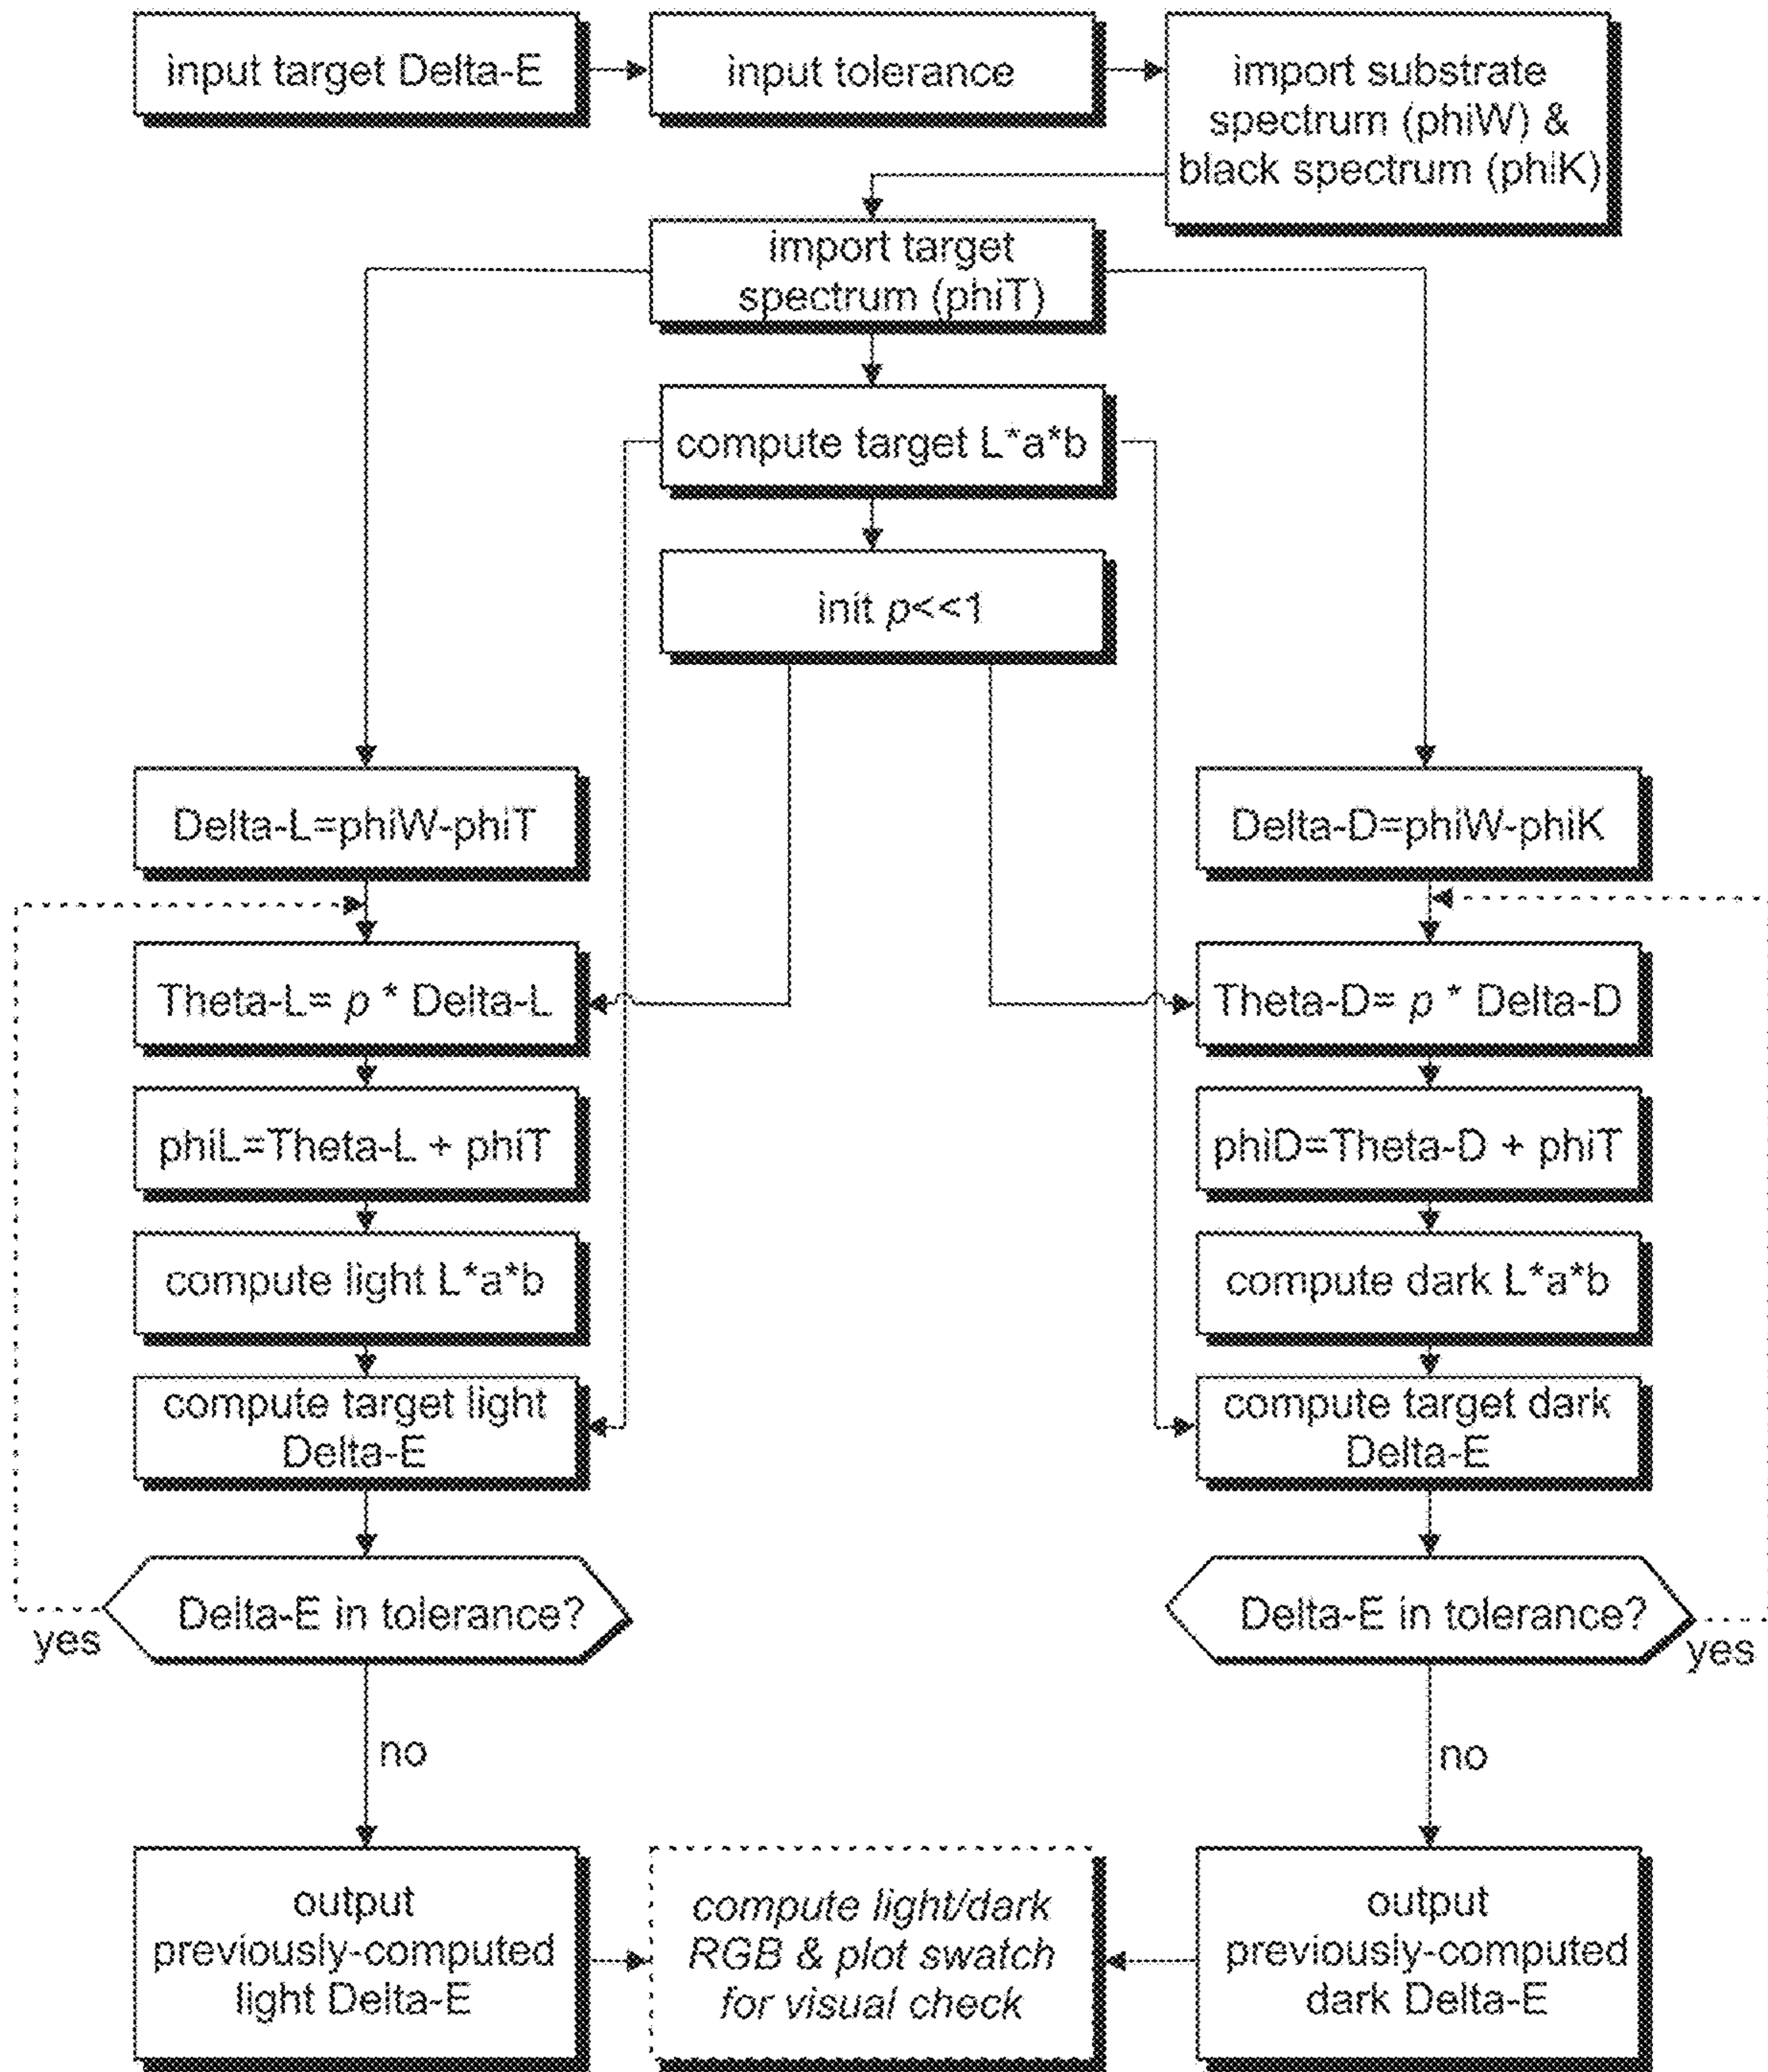 input target Delta-E
input tolerance
import substrate
spectrum (phiW) &
black spectrum (phiK)
import target
spectrum (phiT)
compute target L*a*b
init p<<1
Delta-L=phiW-phiT
Delta-D=phiW-phiK
Theta-L= p * Delta-L
Theta-D= p * Delta-D
phiL=Theta-L + phiT
phiD=Theta-D + phiT
compute light L*a*b
compute dark L*a*b
compute target light
Delta-E
compute target dark
Delta-E
Delta-E in tolerance?
yes
Delta-E in tolerance?
yes
no
no
output
previously-computed
light Delta-E
compute light/dark
RGB & plot swatch
for visual check
output
previously-computed
dark Delta-E